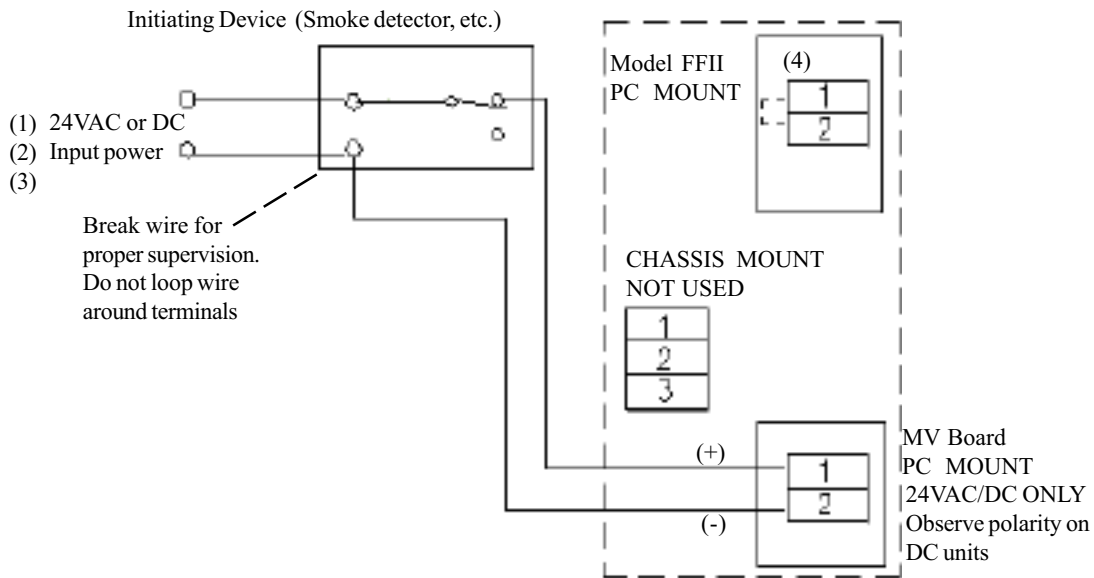 Initiating Device (Smoke detector, etc.)
(1) 24VAC or DC
(2) Input power
(3)
Break wire for
proper supervision.
Do not loop wire
around terminals
Model FFII
PC MOUNT
(4)
1
2
CHASSIS MOUNT
NOT USED
1
2
3
(+)
(-)
1
2
MV Board
PC MOUNT
24VAC/DC ONLY
Observe polarity on
DC units